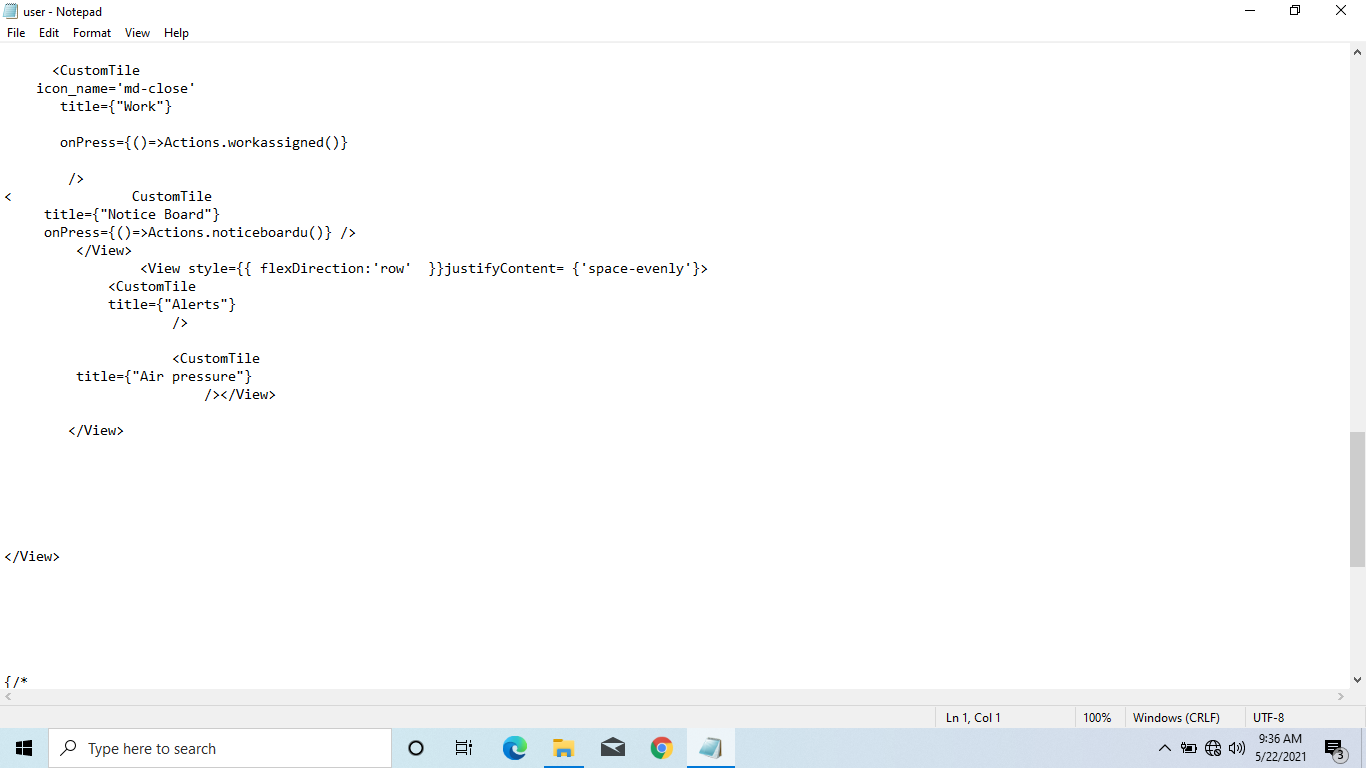 user - Notepad
File Edit Format View Help
<CustomTile
icon_name='md-close'
title={"Work"}
onPress={()=>Actions.workassigned()}
/>
< CustomTile
title={"Notice Board"}
onPress={()=>Actions.noticeboardu()} />
</View>
<View style={{ flexDirection:'row'  }}justifyContent= {'space-evenly'}>
<CustomTile
title={"Alerts"}
/>
<CustomTile
title={"Air pressure"}
/></View>
</View>
</View>
{/*
Ln 1, Col 1 100% Windows (CRLF) UTF-8
Type here to search
9:36 AM
5/22/2021
3